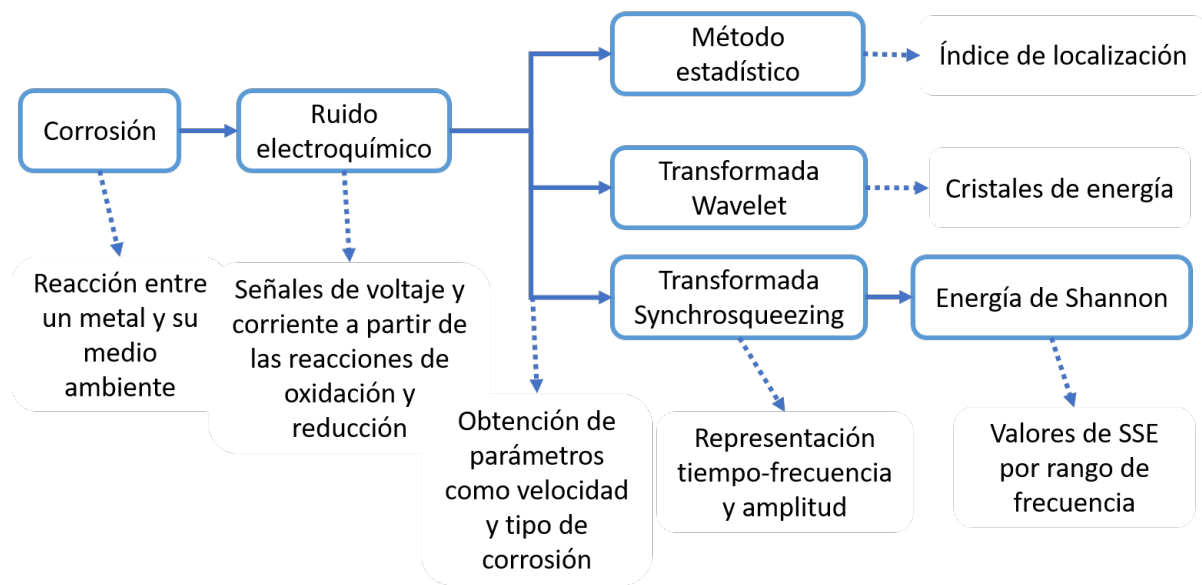 Corrosión
Ruido
electroquímico
Método
estadístico
Índice de localización
Transformada
Wavelet
Cristales de energía
Transformada
Synchrosqueezing
Energía de Shannon
Reacción entre
un metal y su
medio
ambiente
Señales de voltaje y
corriente a partir de
las reacciones de
oxidación y
reducción
Obtención de
parámetros
como velocidad
y tipo de
corrosión
Representación
tiempo-frecuencia
y amplitud
Valores de SSE
por rango de
frecuencia